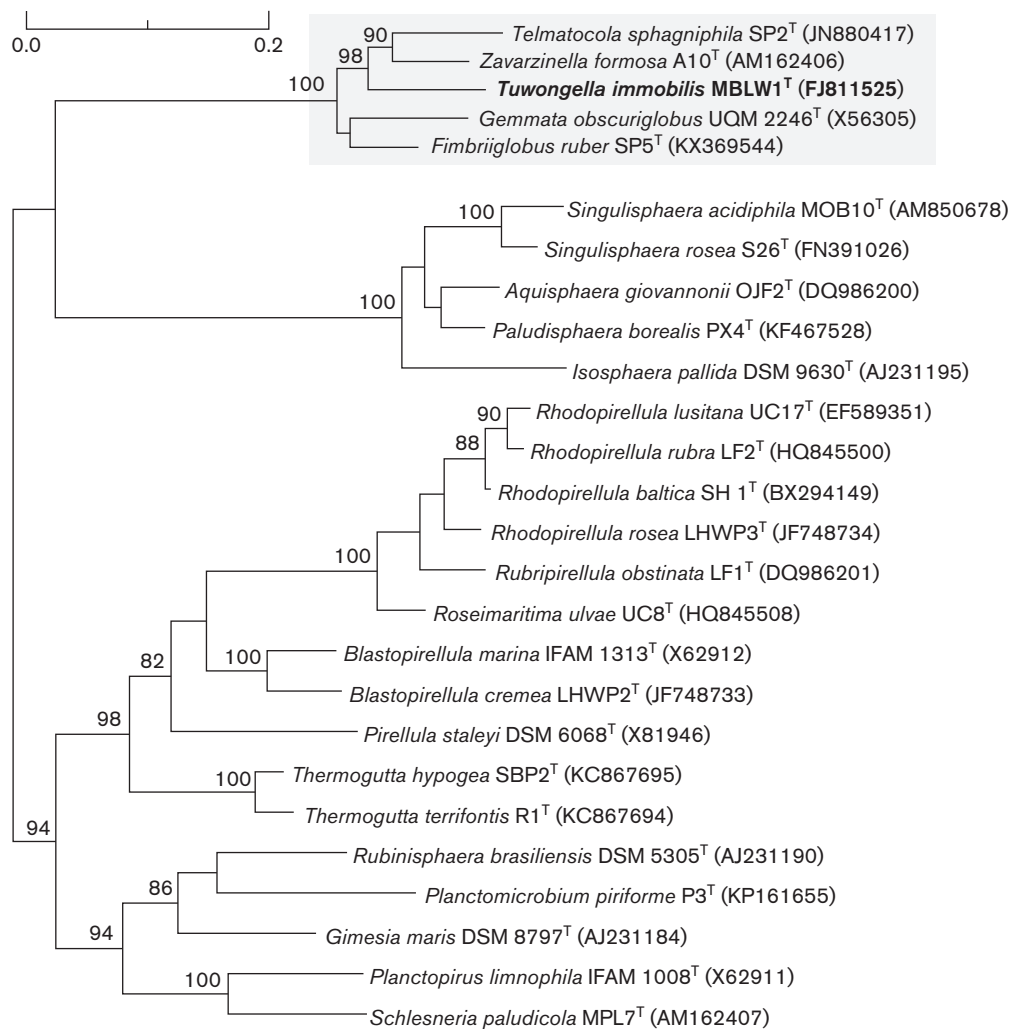 0.0 0.2
90 Telmatocola sphagniphila SP2ᵀ (JN880417)
98 Zavarzinella formosa A10ᵀ (AM162406)
100 Tuwongella immobilis MBLW1ᵀ (FJ811525)
Gemmata obscuriglobus UQM 2246ᵀ (X56305)
Fimbriiglobus ruber SP5ᵀ (KX369544)
100 Singulisphaera acidiphila MOB10ᵀ (AM850678)
Singulisphaera rosea S26ᵀ (FN391026)
Aquisphaera giovannonii OJF2ᵀ (DQ986200)
100 Paludisphaera borealis PX4ᵀ (KF467528)
Isosphaera pallida DSM 9630ᵀ (AJ231195)
90 Rhodopirellula lusitana UC17ᵀ (EF589351)
88 Rhodopirellula rubra LF2ᵀ (HQ845500)
Rhodopirellula baltica SH 1ᵀ (BX294149)
Rhodopirellula rosea LHWP3ᵀ (JF748734)
100 Rubripirellula obstinata LF1ᵀ (DQ986201)
Roseimaritima ulvae UC8ᵀ (HQ845508)
82 100 Blastopirellula marina IFAM 1313ᵀ (X62912)
Blastopirellula cremea LHWP2ᵀ (JF748733)
98 Pirellula staleyi DSM 6068ᵀ (X81946)
100 Thermogutta hypogea SBP2ᵀ (KC867695)
Thermogutta terrifontis R1ᵀ (KC867694)
94 Rubinisphaera brasiliensis DSM 5305ᵀ (AJ231190)
86 Planctomicrobium piriforme P3ᵀ (KP161655)
94 Gimesia maris DSM 8797ᵀ (AJ231184)
100 Planctopirus limnophila IFAM 1008ᵀ (X62911)
Schlesneria paludicola MPL7ᵀ (AM162407)